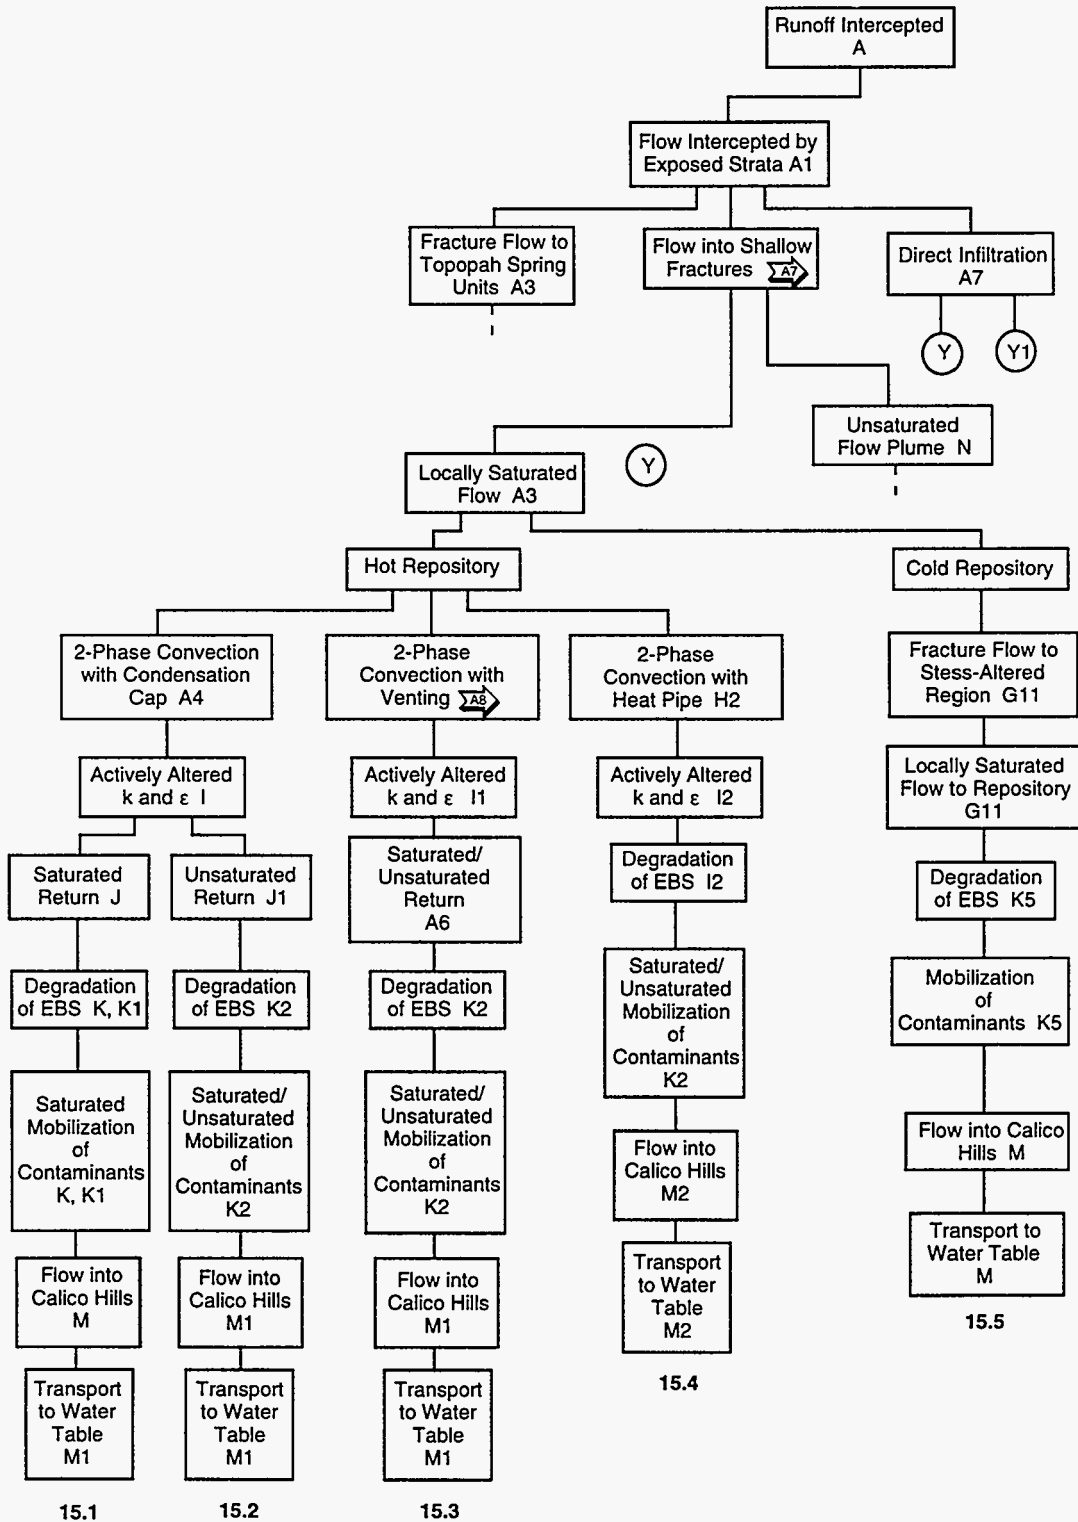 Runoff Intercepted
A
Flow Intercepted by
Exposed Strata A1
Fracture Flow to
Topopah Spring
Units A3
Flow into Shallow
Fractures A7
Direct Infiltration
A7
Y
Y1
Unsaturated
Flow Plume N
Locally Saturated
Flow A3
Y
Hot Repository
Cold Repository
2-Phase Convection
with Condensation
Cap A4
2-Phase
Convection with
Venting A8
2-Phase
Convection with
Heat Pipe H2
Fracture Flow to
Stess-Altered
Region G11
Actively Altered
k and ε I
Actively Altered
k and ε I1
Actively Altered
k and ε I2
Locally Saturated
Flow to Repository
G11
Saturated
Return J
Unsaturated
Return J1
Saturated/
Unsaturated
Return
A6
Degradation
of EBS I2
Degradation
of EBS K5
Degradation
of EBS K, K1
Degradation
of EBS K2
Degradation
of EBS K2
Saturated/
Unsaturated
Mobilization
of
Contaminants
K2
Mobilization
of
Contaminants K5
Saturated
Mobilization
of
Contaminants
K, K1
Saturated/
Unsaturated
Mobilization
of
Contaminants
K2
Saturated/
Unsaturated
Mobilization
of
Contaminants
K2
Flow into
Calico Hills
M2
Flow into Calico
Hills M
Flow into
Calico Hills
M
Flow into
Calico Hills
M1
Flow into
Calico Hills
M1
Transport
to Water
Table
M2
Transport to
Water Table
M
15.4
15.5
Transport
to Water
Table
M1
Transport
to Water
Table
M1
Transport
to Water
Table
M1
15.1
15.2
15.3